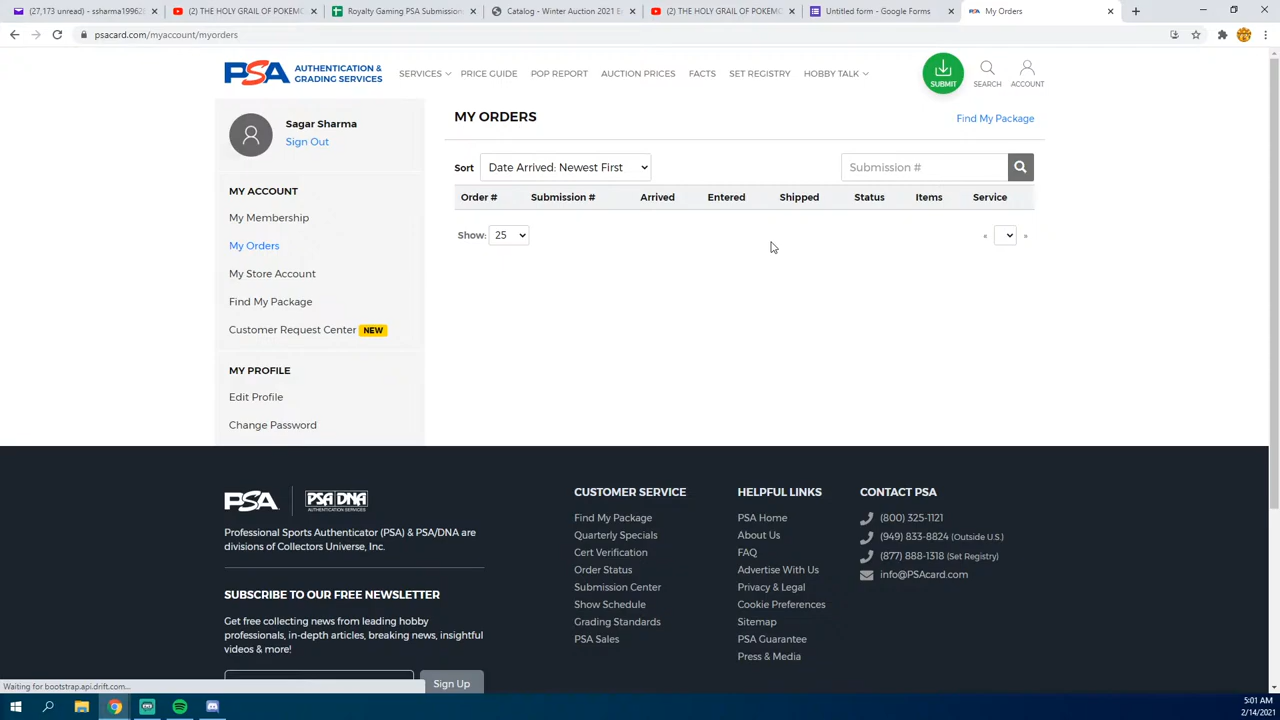 (27,173 unread) - ssharma199628
(2) THE HOLY GRAIL OF POKEMO
Royalty Gaming PSA Submission
Catalog - Winter Auction 2021 E
(2) THE HOLY GRAIL OF POKEMO
Untitled form - Google Forms
My Orders
psacard.com/myaccount/myorders
PSA
AUTHENTICATION &
GRADING SERVICES
SERVICES
PRICE GUIDE
POP REPORT
AUCTION PRICES
FACTS
SET REGISTRY
HOBBY TALK
SUBMIT
SEARCH
ACCOUNT
Sagar Sharma
Sign Out
MY ACCOUNT
My Membership
My Orders
My Store Account
Find My Package
Customer Request Center NEW
MY PROFILE
Edit Profile
Change Password
MY ORDERS
Find My Package
Sort
Date Arrived: Newest First
Submission #
Order # Submission # Arrived Entered Shipped Status Items Service
Show: 25
« »
PSA PSA/DNA
AUTHENTICATION SERVICES
Professional Sports Authenticator (PSA) & PSA/DNA are
divisions of Collectors Universe, Inc.
SUBSCRIBE TO OUR FREE NEWSLETTER
Get free collecting news from leading hobby
professionals, in-depth articles, breaking news, insightful
videos & more!
Sign Up
CUSTOMER SERVICE
Find My Package
Quarterly Specials
Cert Verification
Order Status
Submission Center
Show Schedule
Grading Standards
PSA Sales
HELPFUL LINKS
PSA Home
About Us
FAQ
Advertise With Us
Privacy & Legal
Cookie Preferences
Sitemap
PSA Guarantee
Press & Media
CONTACT PSA
(800) 325-1121
(949) 833-8824 (Outside U.S.)
(877) 888-1318 (Set Registry)
info@PSAcard.com
Waiting for bootstrap.api.drift.com...
5:01 AM
2/14/2021